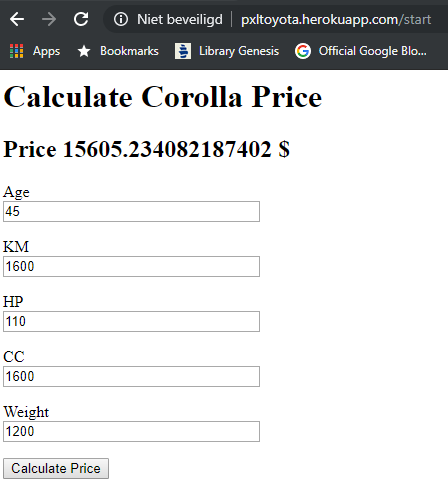 Niet beveiligd pxltoyota.herokuapp.com/start
Apps Bookmarks Library Genesis Official Google Blo...
Calculate Corolla Price
Price 15605.234082187402 $
Age
45
KM
1600
HP
110
CC
1600
Weight
1200
Calculate Price